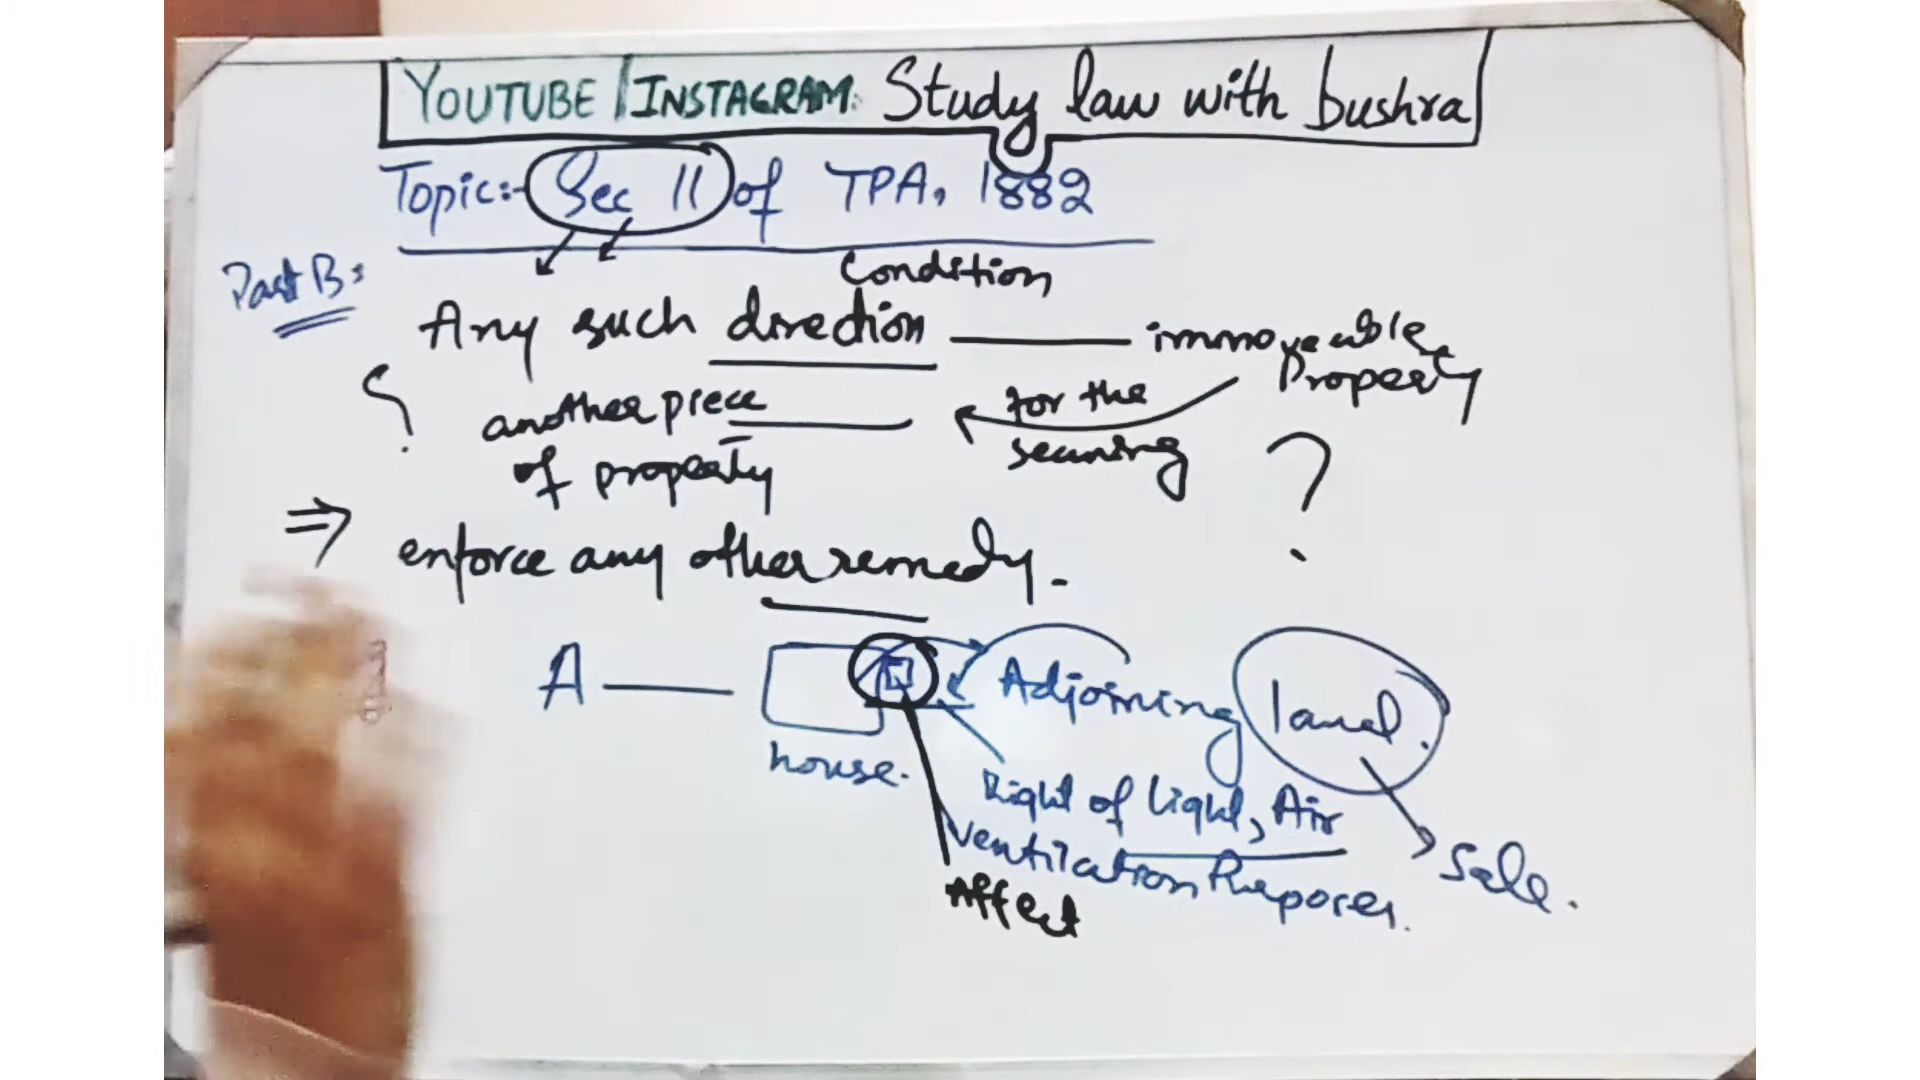 YOUTUBE / INSTAGRAM: Study law with bushra
Topic:- Sec 11 of TPA, 1882
Part B:
Condition
Any such direction — immoveable Property
another piece of property
for the securing
?
⇒ enforce any other remedy.
A — house.
Adjoining land.
Right of Light, Air
ventilation Purposes.
Sale.
Affect